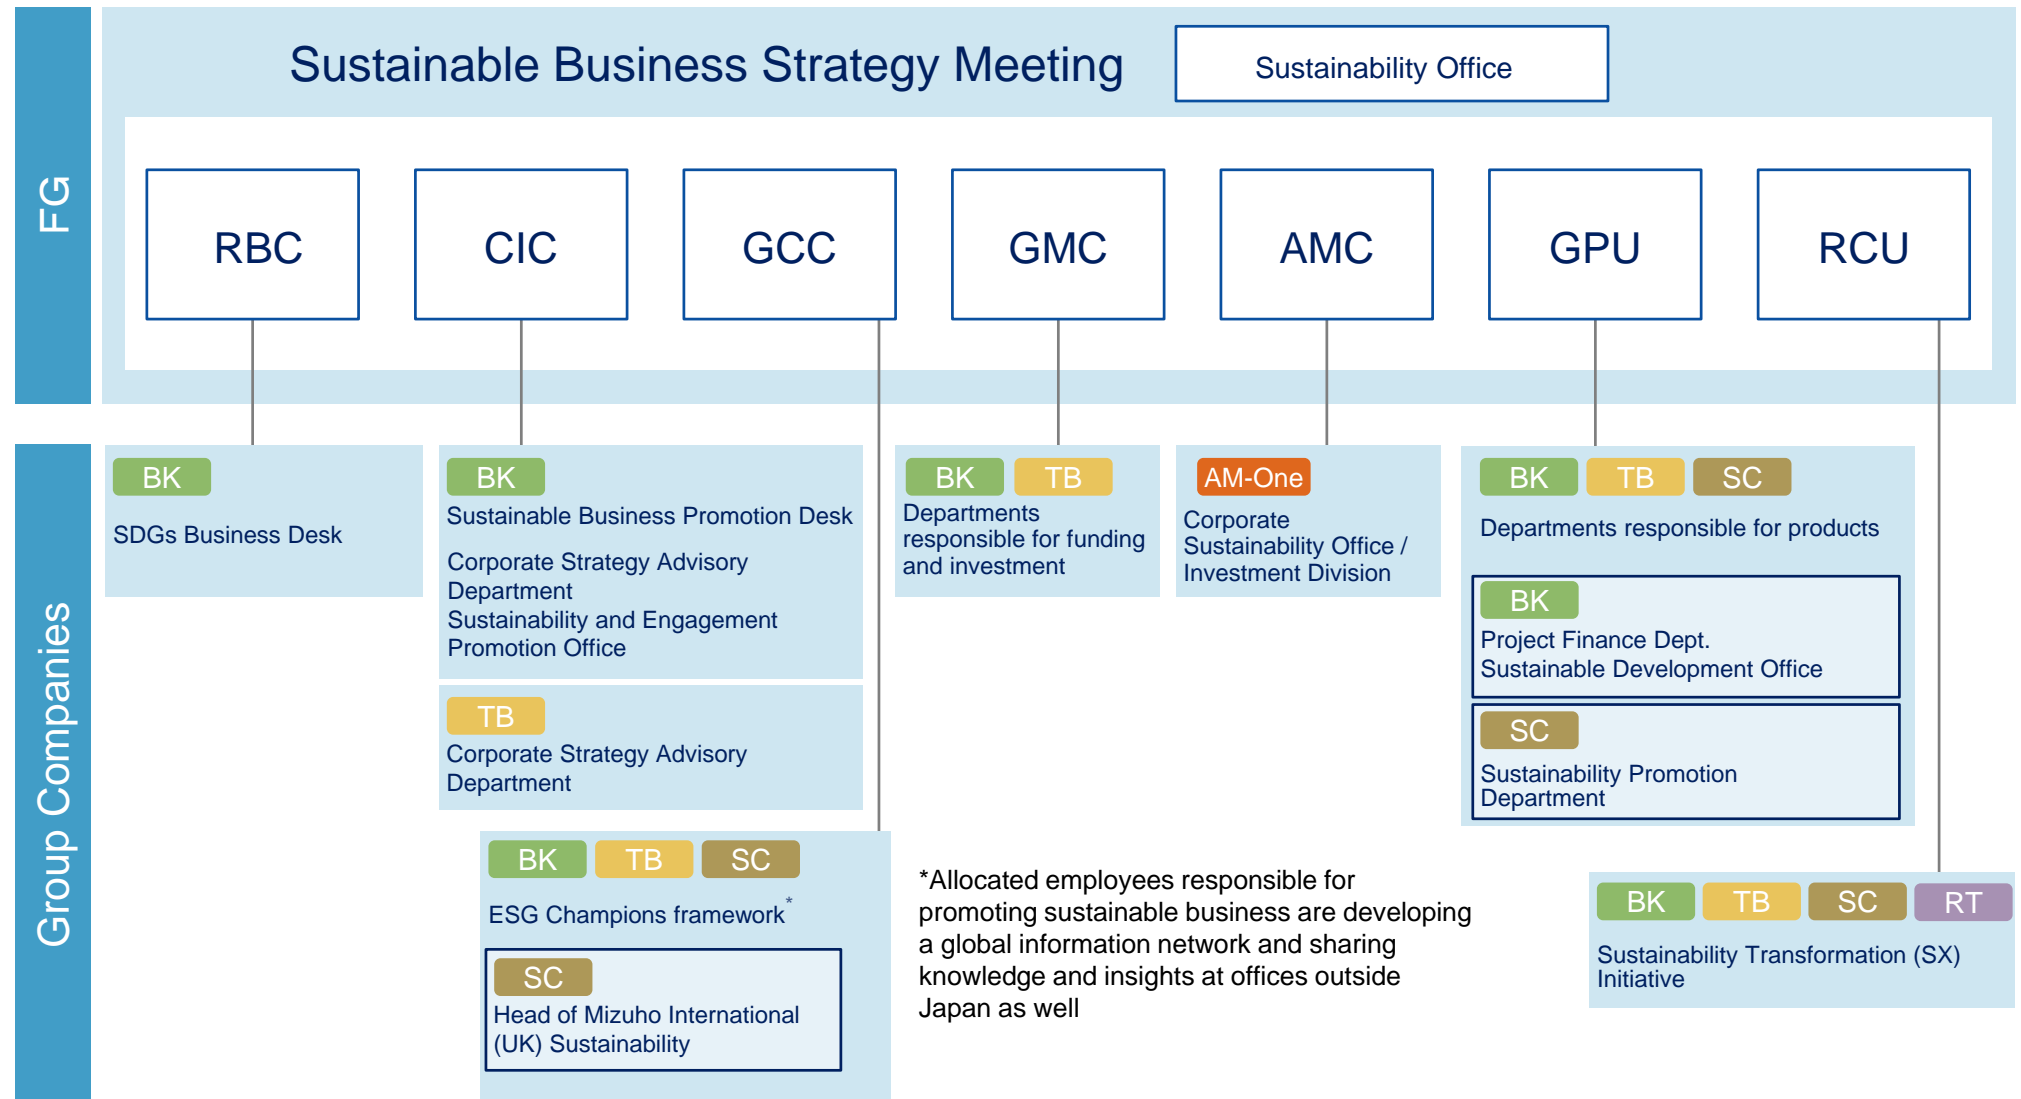 FG
Sustainable Business Strategy Meeting
Sustainability Office
RBC
CIC
GCC
GMC
AMC
GPU
RCU
Group Companies
BK
SDGs Business Desk
BK
Sustainable Business Promotion Desk
Corporate Strategy Advisory
Department
Sustainability and Engagement
Promotion Office
TB
Corporate Strategy Advisory
Department
BK TB SC
ESG Champions framework*
SC
Head of Mizuho International
(UK) Sustainability
BK TB
Departments
responsible for funding
and investment
AM-One
Corporate
Sustainability Office /
Investment Division
BK TB SC
Departments responsible for products
BK
Project Finance Dept.
Sustainable Development Office
SC
Sustainability Promotion
Department
*Allocated employees responsible for
promoting sustainable business are developing
a global information network and sharing
knowledge and insights at offices outside
Japan as well
BK TB SC RT
Sustainability Transformation (SX)
Initiative